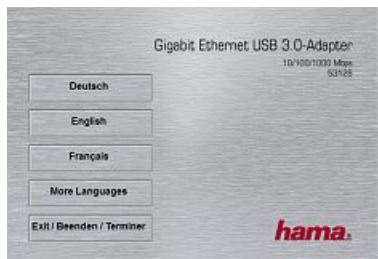 Gigabit Ethernet USB 3.0-Adapter
10/100/1000 Mbps
53128
Deutsch
English
Français
More Languages
Exit / Beenden / Terminer
hama.